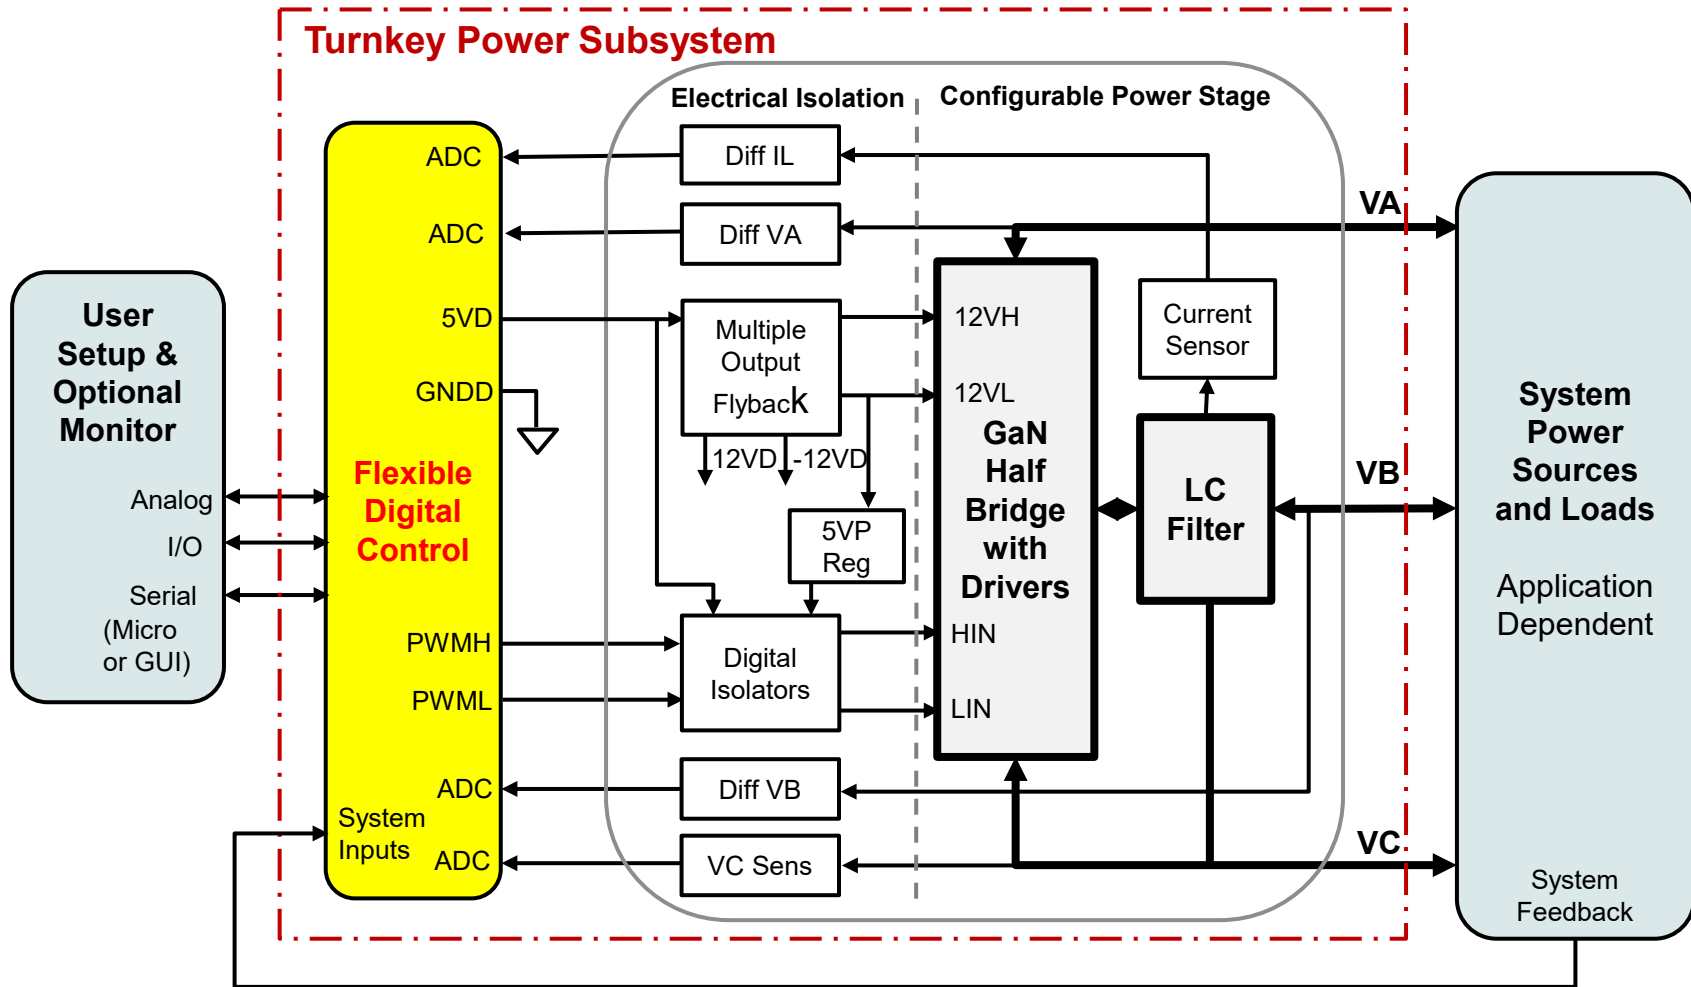 Turnkey Power Subsystem
Electrical Isolation
Configurable Power Stage
ADC
Diff IL
ADC
Diff VA
VA
User
Setup &
Optional
Monitor
Analog
I/O
Serial
(Micro
or GUI)
5VD
GNDD
Flexible
Digital
Control
PWMH
PWML
ADC
System
Inputs
ADC
Multiple
Output
Flyback
12VD
-12VD
5VP
Reg
Digital
Isolators
Diff VB
VC Sens
12VH
12VL
GaN
Half
Bridge
with
Drivers
HIN
LIN
Current
Sensor
LC
Filter
VB
VC
System
Power
Sources
and Loads
Application
Dependent
System
Feedback